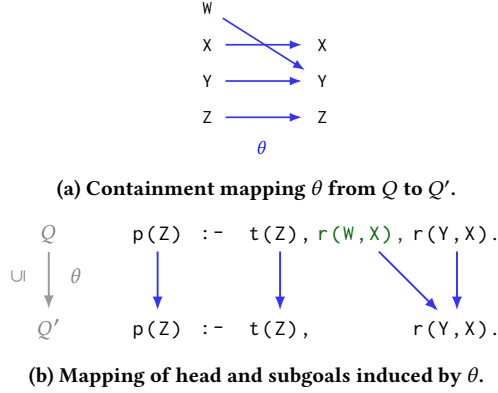 W
X X
Y Y
Z Z
θ
(a) Containment mapping θ from Q to Q′.
Q p(Z) :- t(Z), r(W,X), r(Y,X).
⊆ θ
Q′ p(Z) :- t(Z), r(Y,X).
(b) Mapping of head and subgoals induced by θ.